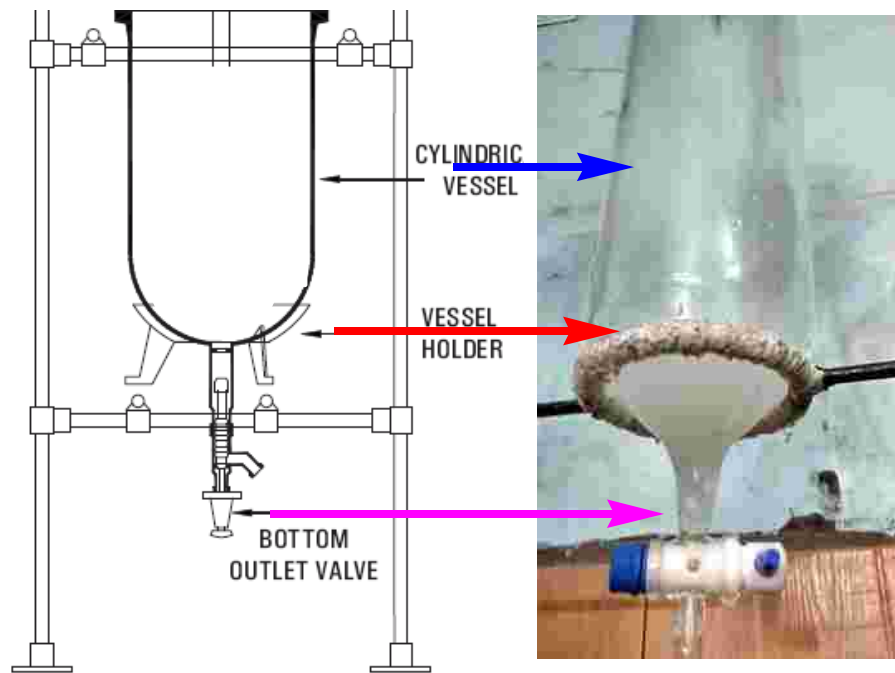 CYLINDRIC
VESSEL
VESSEL
HOLDER
BOTTOM
OUTLET VALVE